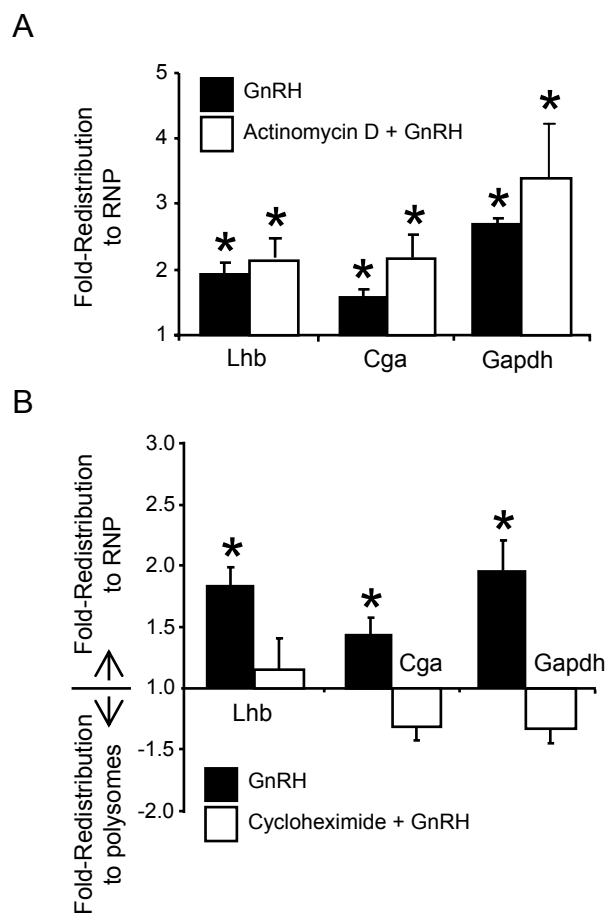 A
Fold-Redistribution
to RNP
5
4
3
2
1
GnRH
Actinomycin D + GnRH
* * * * * *
Lhb Cga Gapdh
B
Fold-Redistribution
to RNP
3.0
2.5
2.0
1.5
1.0
-1.5
-2.0
* * *
Cga Gapdh
Lhb
Fold-Redistribution
to polysomes
GnRH
Cycloheximide + GnRH